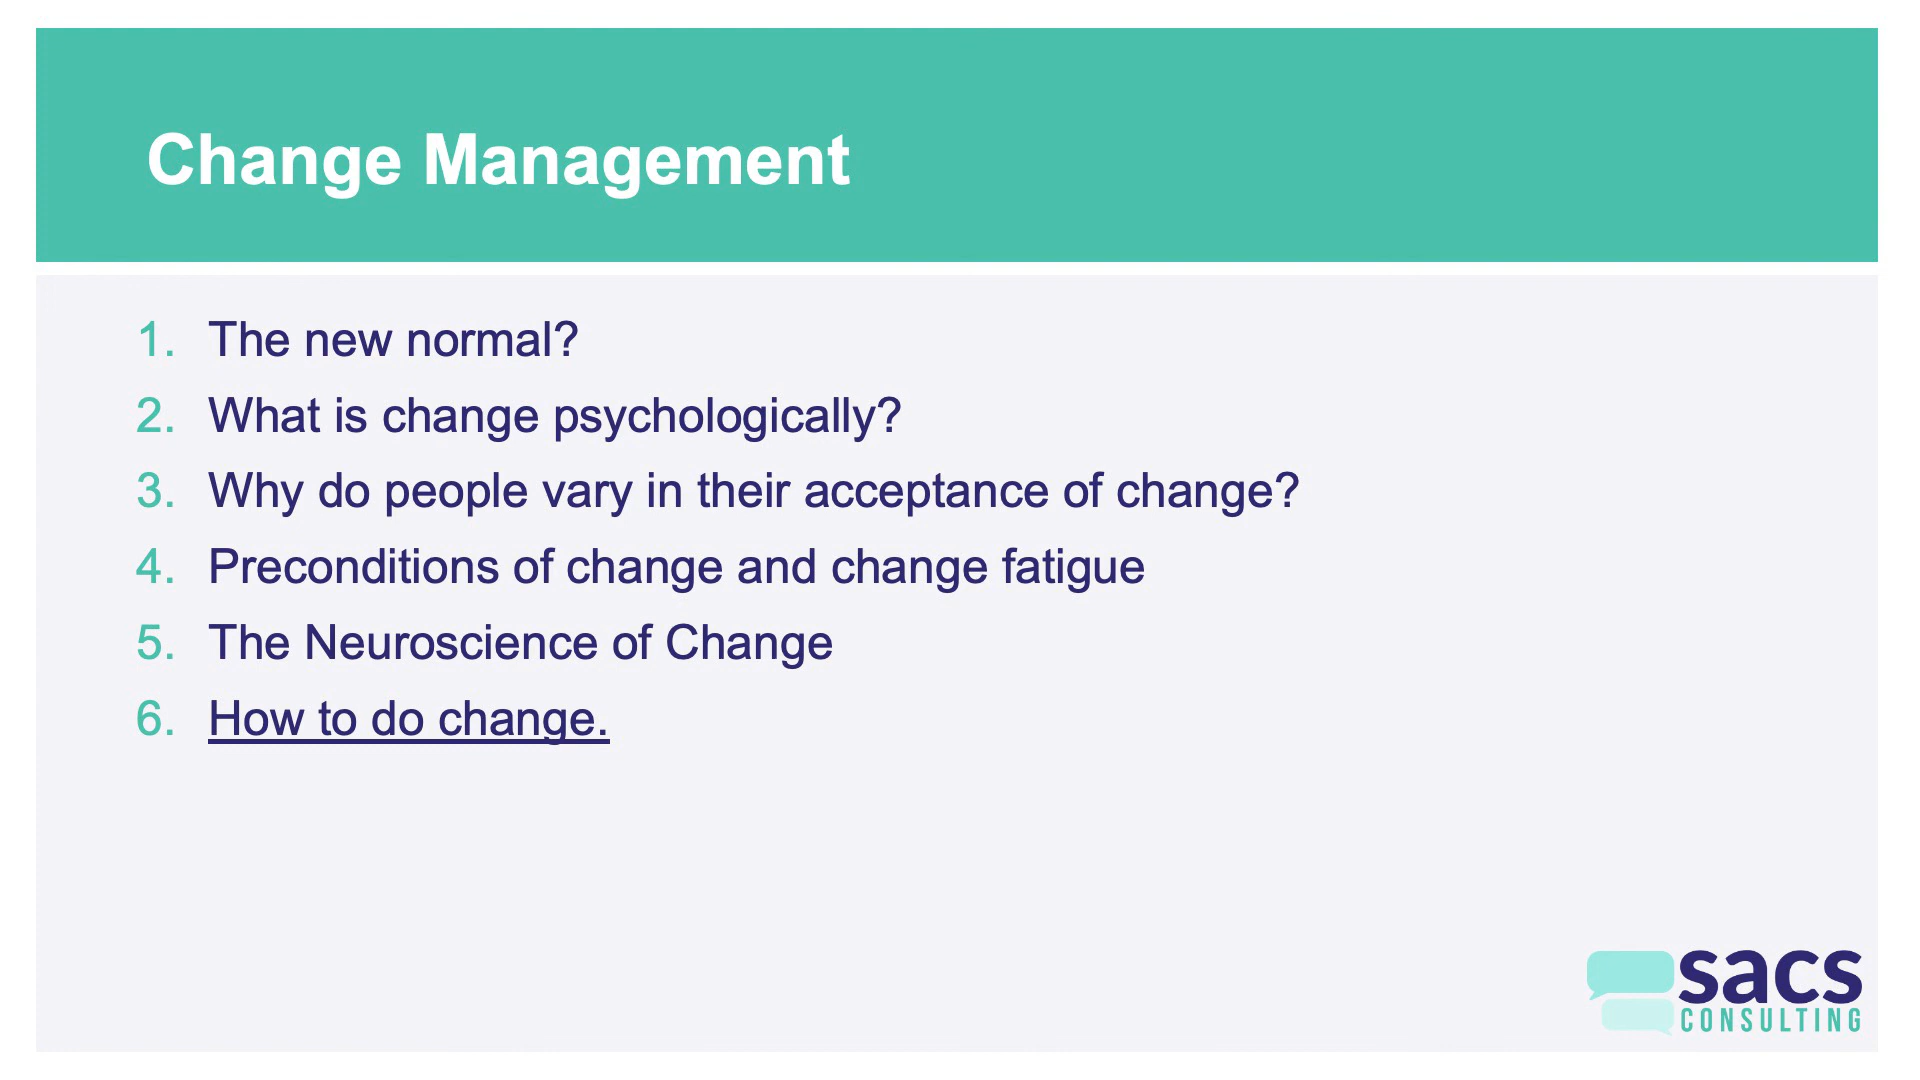 Change Management
1. The new normal?
2. What is change psychologically?
3. Why do people vary in their acceptance of change?
4. Preconditions of change and change fatigue
5. The Neuroscience of Change
6. How to do change.
sacs
CONSULTING